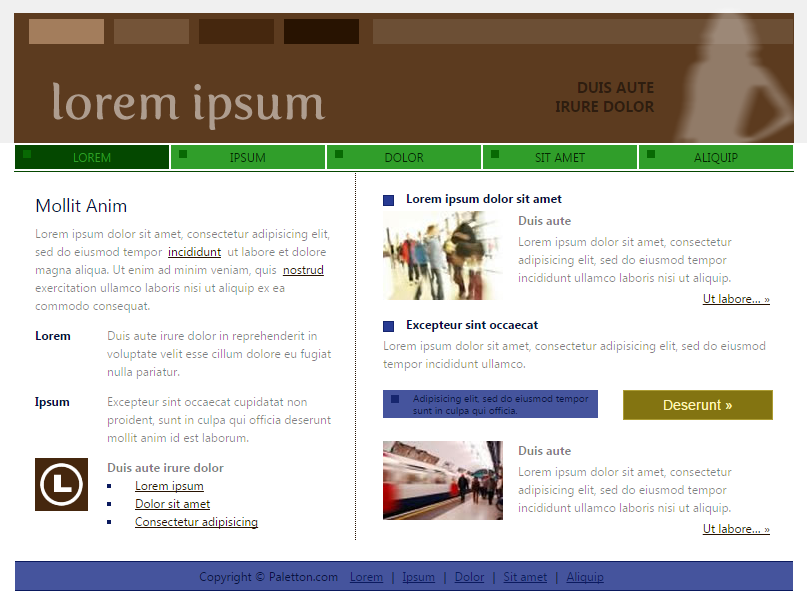 lorem ipsum
DUIS AUTE
IRURE DOLOR
LOREM
IPSUM
DOLOR
SIT AMET
ALIQUIP
Mollit Anim
Lorem ipsum dolor sit amet, consectetur adipisicing elit,
sed do eiusmod tempor incididunt ut labore et dolore
magna aliqua. Ut enim ad minim veniam, quis nostrud
exercitation ullamco laboris nisi ut aliquip ex ea
commodo consequat.
Lorem
Duis aute irure dolor in reprehenderit in
voluptate velit esse cillum dolore eu fugiat
nulla pariatur.
Ipsum
Excepteur sint occaecat cupidatat non
proident, sunt in culpa qui officia deserunt
mollit anim id est laborum.
Duis aute irure dolor
Lorem ipsum
Dolor sit amet
Consectetur adipisicing
Lorem ipsum dolor sit amet
Duis aute
Lorem ipsum dolor sit amet, consectetur
adipisicing elit, sed do eiusmod tempor
incididunt ullamco laboris nisi ut aliquip.
Ut labore... »
Excepteur sint occaecat
Lorem ipsum dolor sit amet, consectetur adipisicing elit, sed do eiusmod
tempor incididunt ullamco.
Adipisicing elit, sed do eiusmod tempor
sunt in culpa qui officia.
Deserunt »
Duis aute
Lorem ipsum dolor sit amet, consectetur
adipisicing elit, sed do eiusmod tempor
incididunt ullamco laboris nisi ut aliquip.
Ut labore... »
Copyright © Paletton.com Lorem | Ipsum | Dolor | Sit amet | Aliquip